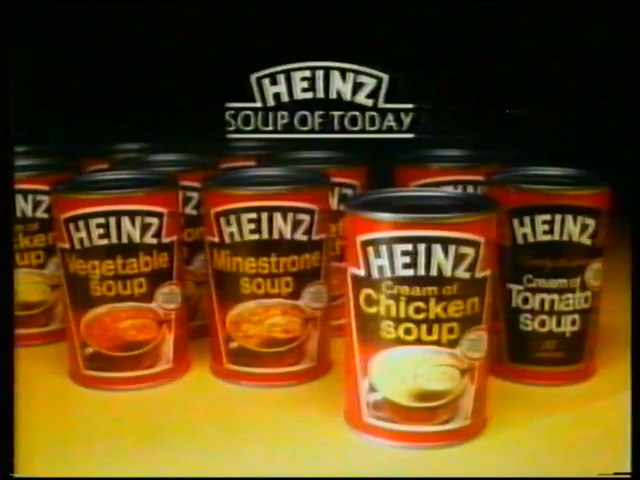 HEINZ
SOUP OF TODAY
HEINZ
Vegetable
soup
HEINZ
Minestrone
soup
HEINZ
Cream of
Chicken
soup
HEINZ
Cream of
Tomato
soup